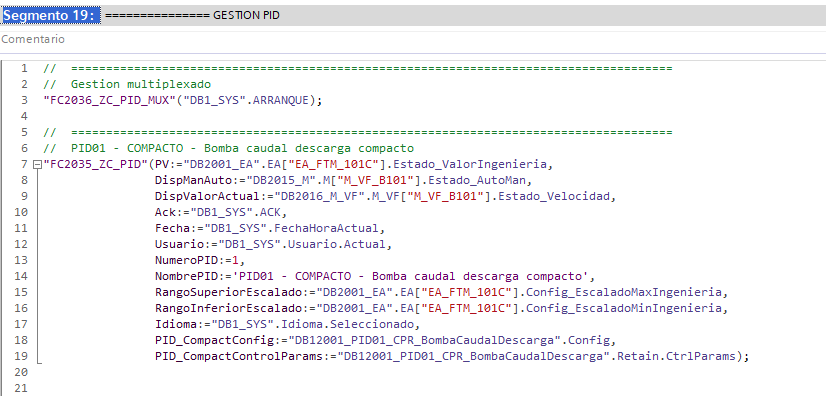 Segmento 19: =============== GESTION PID
Comentario
1 // ======================================================================================
2 // Gestion multiplexado
3 "FC2036_ZC_PID_MUX"("DB1_SYS".ARRANQUE);
4
5 // ======================================================================================
6 // PID01 - COMPACTO - Bomba caudal descarga compacto
7 "FC2035_ZC_PID"(PV:="DB2001_EA".EA["EA_FTM_101C"].Estado_ValorIngenieria,
8 DispManAuto:="DB2015_M".M["M_VF_B101"].Estado_AutoMan,
9 DispValorActual:="DB2016_M_VF".M_VF["M_VF_B101"].Estado_Velocidad,
10 Ack:="DB1_SYS".ACK,
11 Fecha:="DB1_SYS".FechaHoraActual,
12 Usuario:="DB1_SYS".Usuario.Actual,
13 NumeroPID:=1,
14 NombrePID:='PID01 - COMPACTO - Bomba caudal descarga compacto',
15 RangoSuperiorEscalado:="DB2001_EA".EA["EA_FTM_101C"].Config_EscaladoMaxIngenieria,
16 RangoInferiorEscalado:="DB2001_EA".EA["EA_FTM_101C"].Config_EscaladoMinIngenieria,
17 Idioma:="DB1_SYS".Idioma.Seleccionado,
18 PID_CompactConfig:="DB12001_PID01_CPR_BombaCaudalDescarga".Config,
19 PID_CompactControlParams:="DB12001_PID01_CPR_BombaCaudalDescarga".Retain.CtrlParams);
20
21